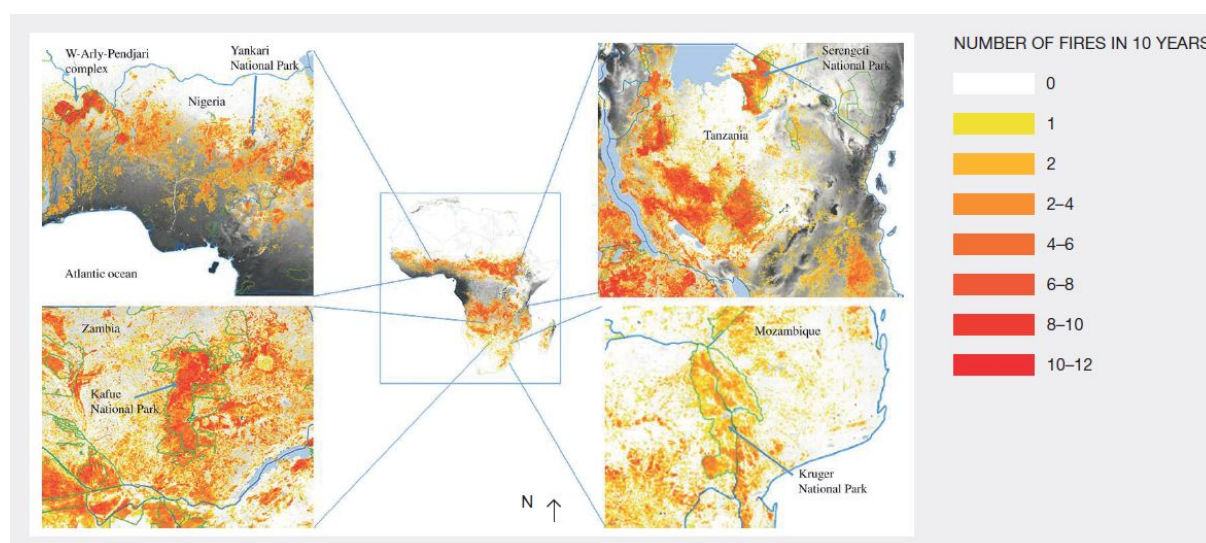 W-Arly-Pendjari
complex
Yankari
National Park
Nigeria
Atlantic ocean
Serengeti
National Park
Tanzania
Zambia
Kafue
National Park
Mozambique
Kruger
National Park
N
NUMBER OF FIRES IN 10 YEARS
0
1
2
2–4
4–6
6–8
8–10
10–12